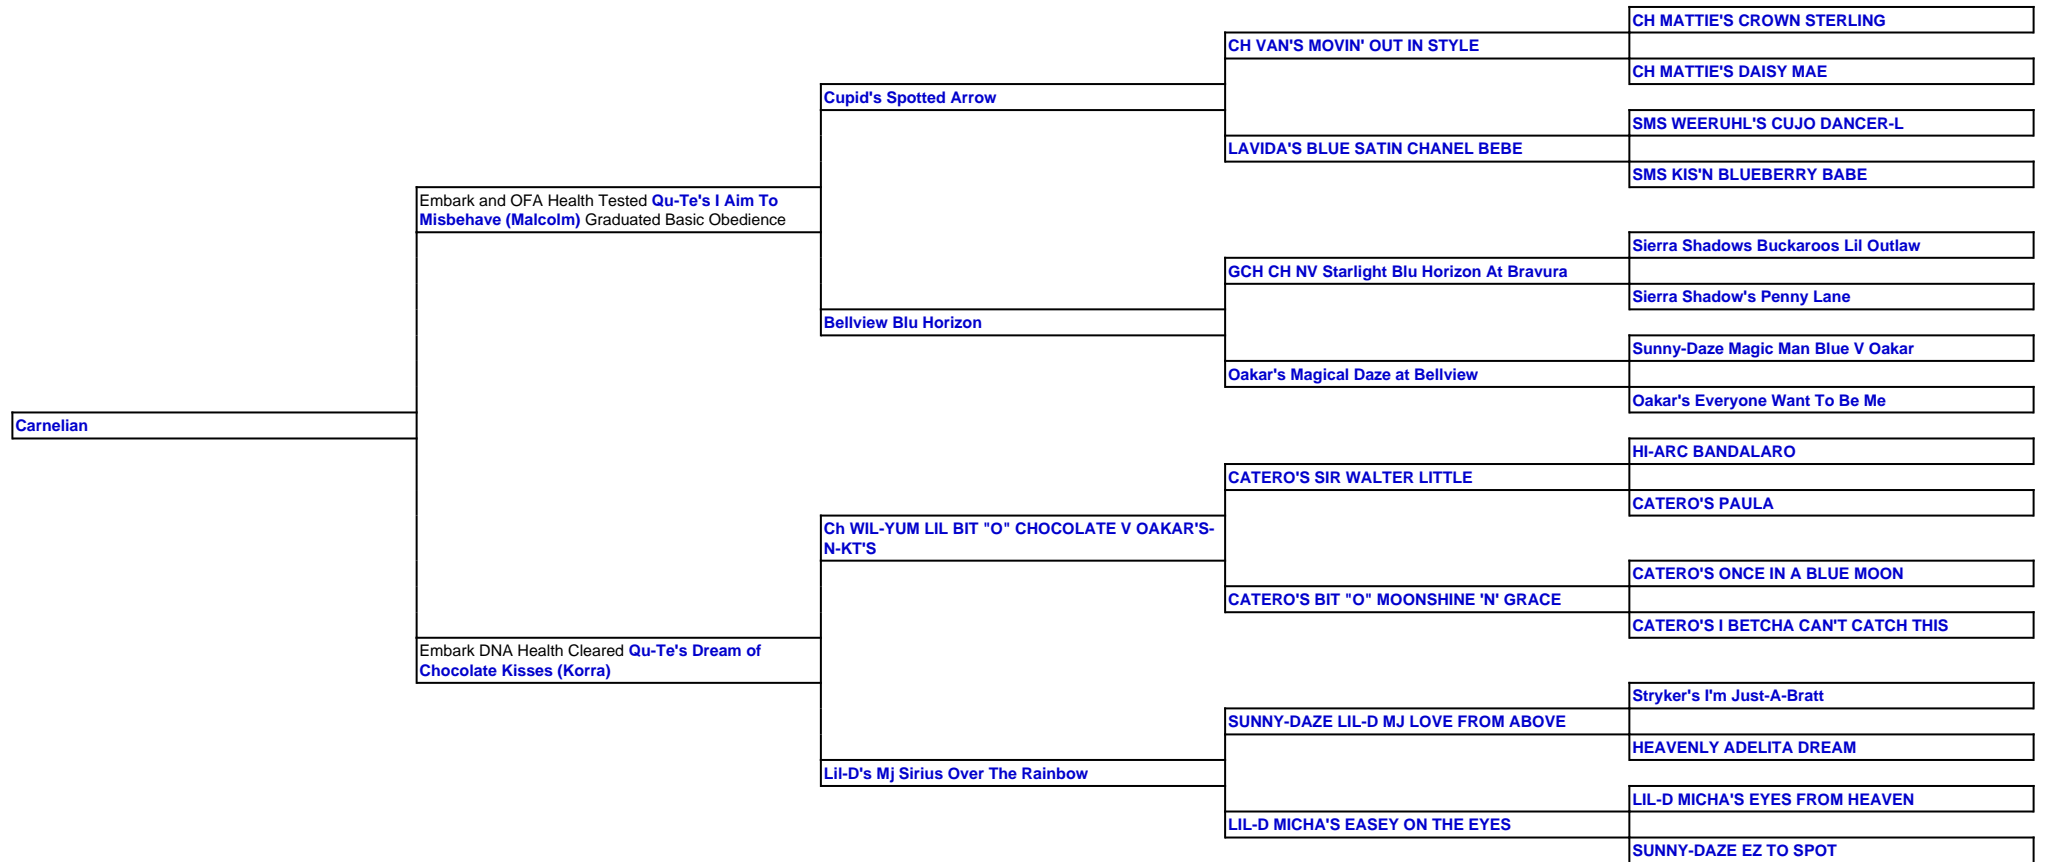 CH MATTIE'S CROWN STERLING
CH VAN'S MOVIN' OUT IN STYLE
CH MATTIE'S DAISY MAE
Cupid's Spotted Arrow
SMS WEERUHL'S CUJO DANCER-L
LAVIDA'S BLUE SATIN CHANEL BEBE
SMS KIS'N BLUEBERRY BABE
Embark and OFA Health Tested Qu-Te's I Aim To
Misbehave (Malcolm) Graduated Basic Obedience
Sierra Shadows Buckaroos Lil Outlaw
GCH CH NV Starlight Blu Horizon At Bravura
Sierra Shadow's Penny Lane
Bellview Blu Horizon
Sunny-Daze Magic Man Blue V Oakar
Oakar's Magical Daze at Bellview
Oakar's Everyone Want To Be Me
Carnelian
HI-ARC BANDALARO
CATERO'S SIR WALTER LITTLE
CATERO'S PAULA
Ch WIL-YUM LIL BIT "O" CHOCOLATE V OAKAR'S-
N-KT'S
CATERO'S ONCE IN A BLUE MOON
CATERO'S BIT "O" MOONSHINE 'N' GRACE
CATERO'S I BETCHA CAN'T CATCH THIS
Embark DNA Health Cleared Qu-Te's Dream of
Chocolate Kisses (Korra)
Stryker's I'm Just-A-Bratt
SUNNY-DAZE LIL-D MJ LOVE FROM ABOVE
HEAVENLY ADELITA DREAM
Lil-D's Mj Sirius Over The Rainbow
LIL-D MICHA'S EYES FROM HEAVEN
LIL-D MICHA'S EASEY ON THE EYES
SUNNY-DAZE EZ TO SPOT